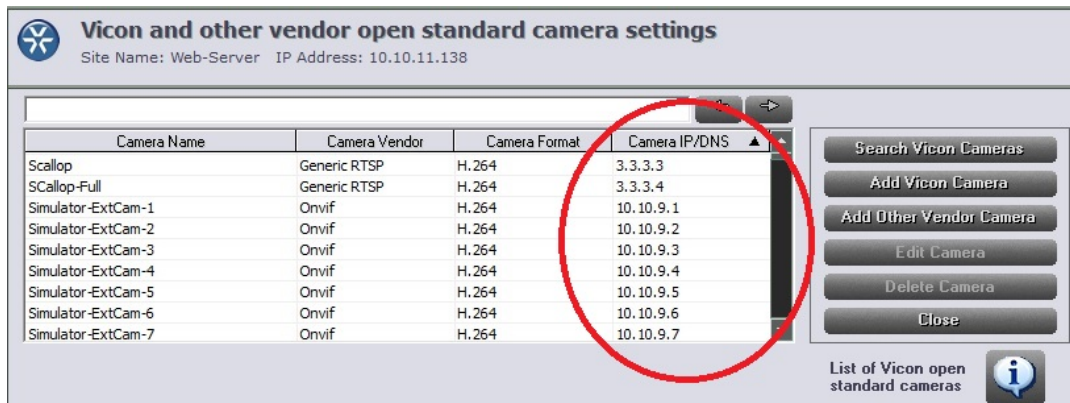 Vicon and other vendor open standard camera settings
Site Name: Web-Server IP Address: 10.10.11.138
Camera Name Camera Vendor Camera Format Camera IP/DNS
Scallop Generic RTSP H.264 3.3.3.3
SCallop-Full Generic RTSP H.264 3.3.3.4
Simulator-ExtCam-1 Onvif H.264 10.10.9.1
Simulator-ExtCam-2 Onvif H.264 10.10.9.2
Simulator-ExtCam-3 Onvif H.264 10.10.9.3
Simulator-ExtCam-4 Onvif H.264 10.10.9.4
Simulator-ExtCam-5 Onvif H.264 10.10.9.5
Simulator-ExtCam-6 Onvif H.264 10.10.9.6
Simulator-ExtCam-7 Onvif H.264 10.10.9.7
Search Vicon Cameras
Add Vicon Camera
Add Other Vendor Camera
Edit Camera
Delete Camera
Close
List of Vicon open
standard cameras